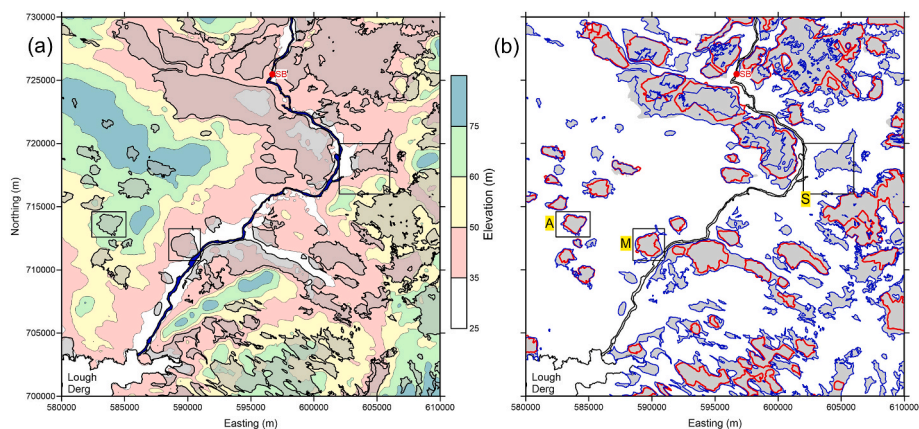 (a)
(b)
730000
725000
720000
715000
710000
705000
700000
Northing (m)
580000 585000 590000 595000 600000 605000 610000
Easting (m)
SB
Lough
Derg
75
60
50
35
25
Elevation (m)
SB
S
A
M
Lough
Derg
580000 585000 590000 595000 600000 605000 610000
Easting (m)